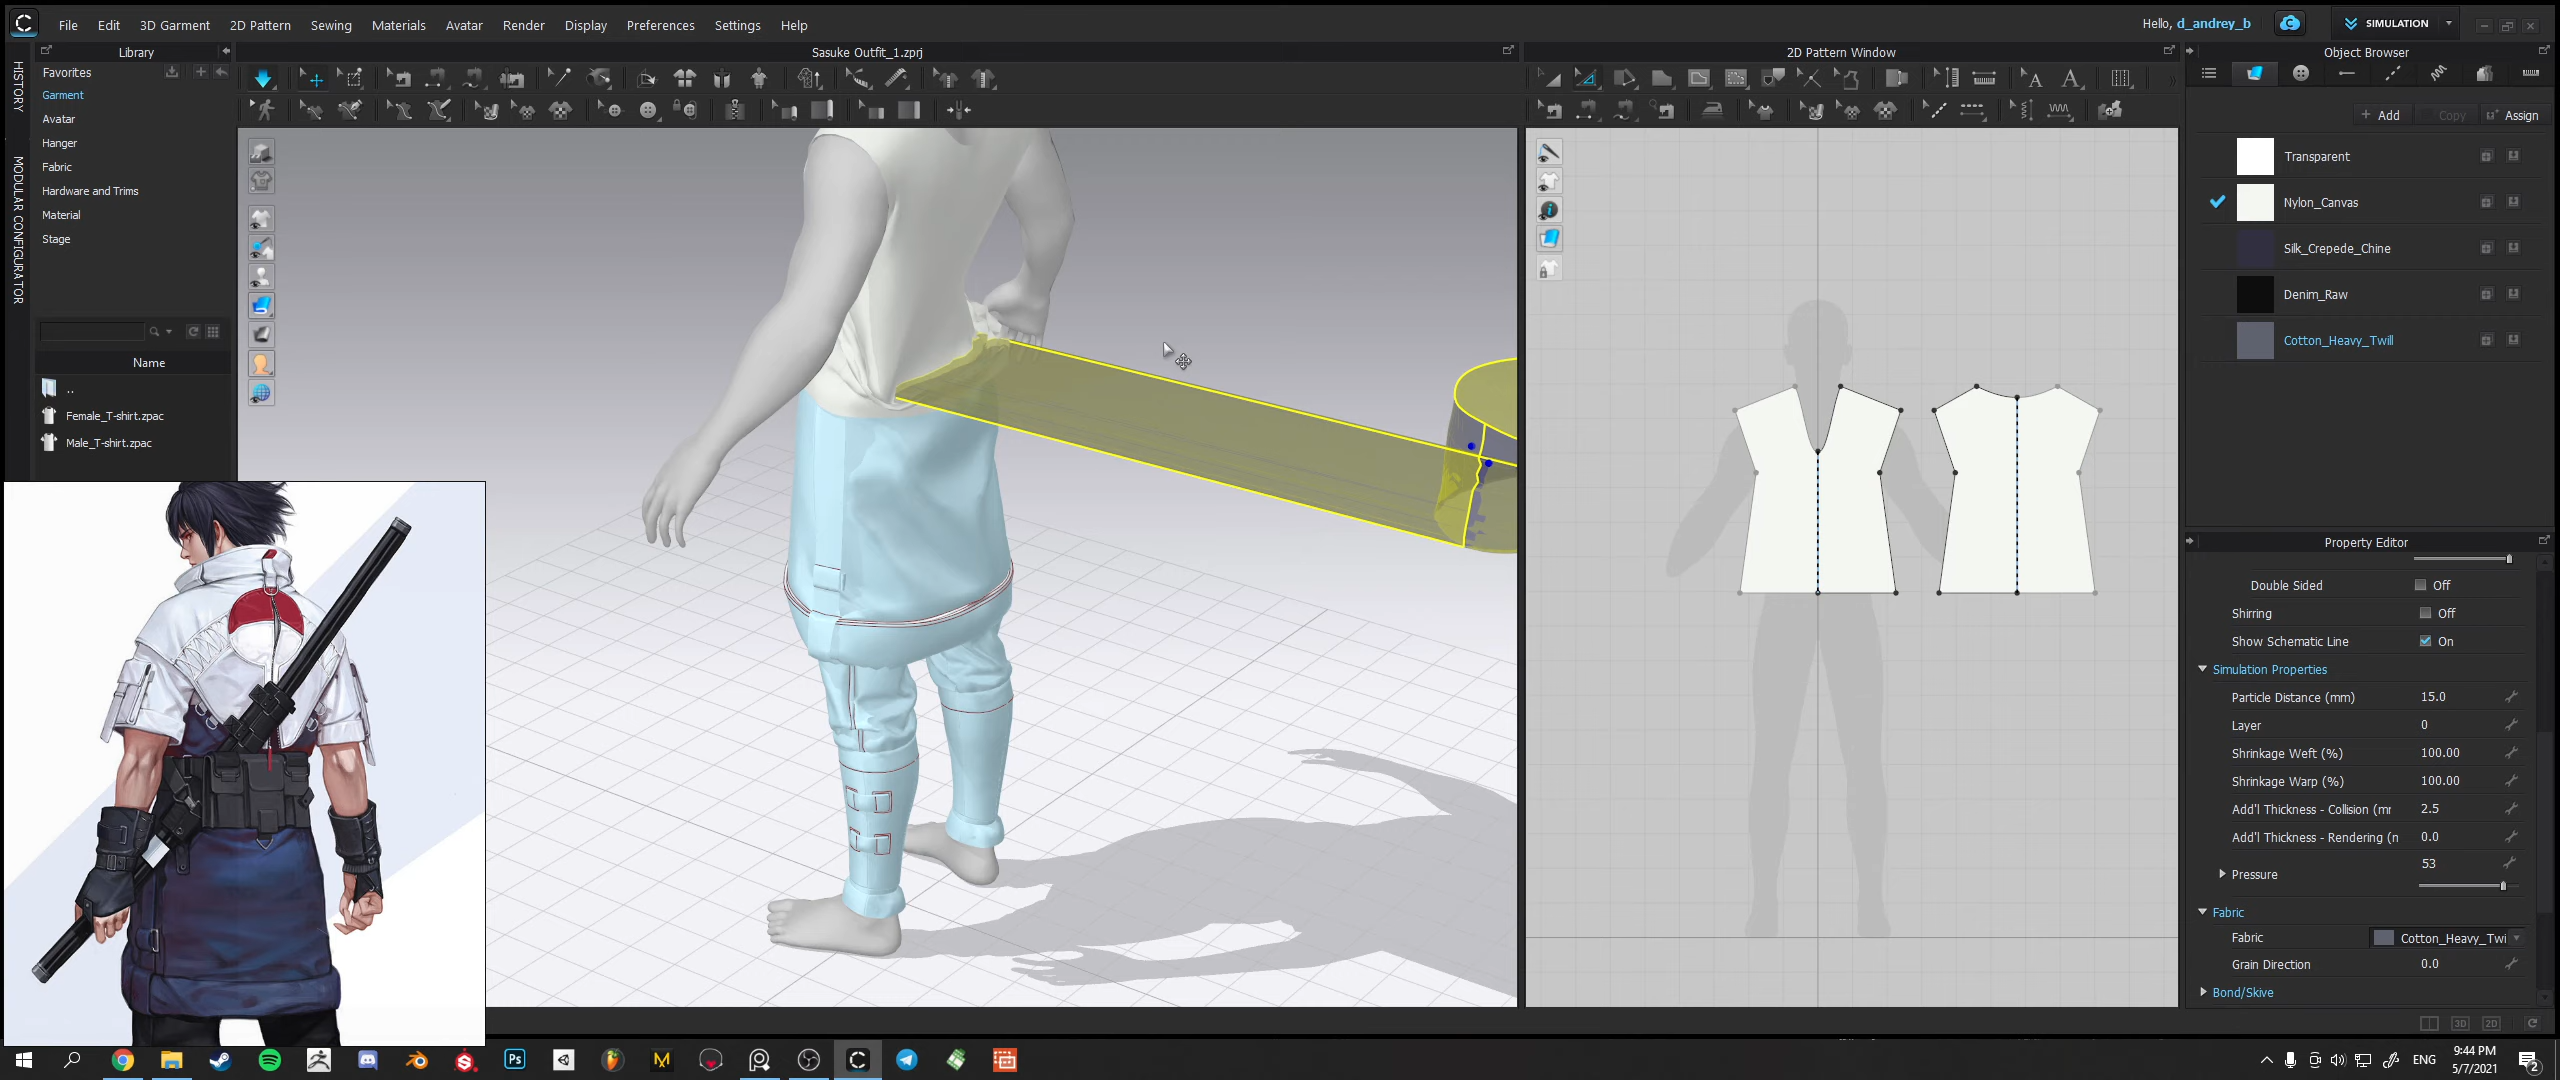 File Edit 3D Garment 2D Pattern Sewing Materials Avatar Render Display Preferences Settings Help
Hello, d_andrey_b
SIMULATION
Library
Sasuke Outfit_1.zprj
2D Pattern Window
Object Browser
HISTORY
MODULAR CONFIGURATOR
Favorites
Garment
Avatar
Hanger
Fabric
Hardware and Trims
Material
Stage
Name
..
Female_T-shirt.zpac
Male_T-shirt.zpac
A A
+ Add Copy Assign
Transparent
Nylon_Canvas
Silk_Crepede_Chine
Denim_Raw
Cotton_Heavy_Twill
Property Editor
Double Sided Off
Shirring Off
Show Schematic Line On
Simulation Properties
Particle Distance (mm) 15.0
Layer 0
Shrinkage Weft (%) 100.00
Shrinkage Warp (%) 100.00
Add'l Thickness - Collision (mr 2.5
Add'l Thickness - Rendering (n 0.0
53
Pressure
Fabric
Fabric Cotton_Heavy_Twi
Grain Direction 0.0
Bond/Skive
3D 2D
Ps
ENG
9:44 PM
5/7/2021
2